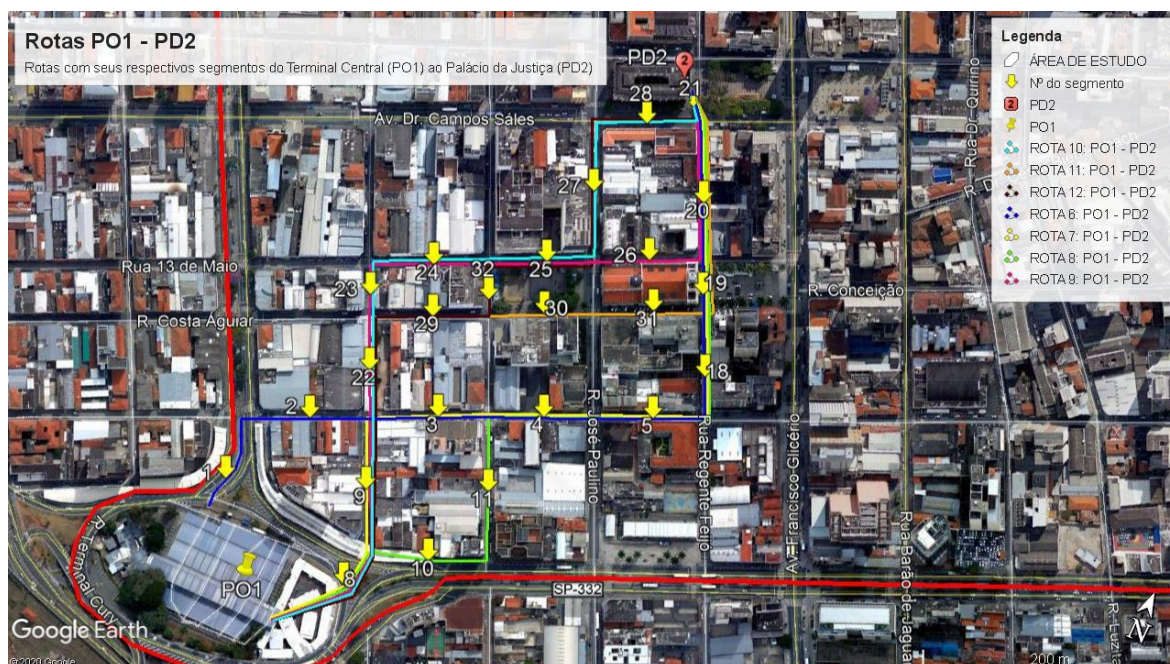 Rotas PO1 - PD2
Rotas com seus respectivos segmentos do Terminal Central (PO1) ao Palácio da Justiça (PD2)
Legenda
ÁREA DE ESTUDO
Nº do segmento
PD2
PO1
ROTA 10: PO1 - PD2
ROTA 11: PO1 - PD2
ROTA 12: PO1 - PD2
ROTA 6: PO1 - PD2
ROTA 7: PO1 - PD2
ROTA 8: PO1 - PD2
ROTA 9: PO1 - PD2
PD2
2
21
28
Av. Dr. Campos Sáles
Rua Dr. Quirino
27
20
26
Rua 13 de Maio
24
32
25
23
19
R. Conceição
R. Costa Aguiar
29
30
31
22
18
2
3
4
5
R. José Paulino
Rua Regente Feijó
Av. Francisco Glicério
1
9
11
R. Terminal Cury
10
8
PO1
SP-332
Rua Barão de Jaguara
R. Luzitana
Google Earth
© 2020 Google
N
200 m